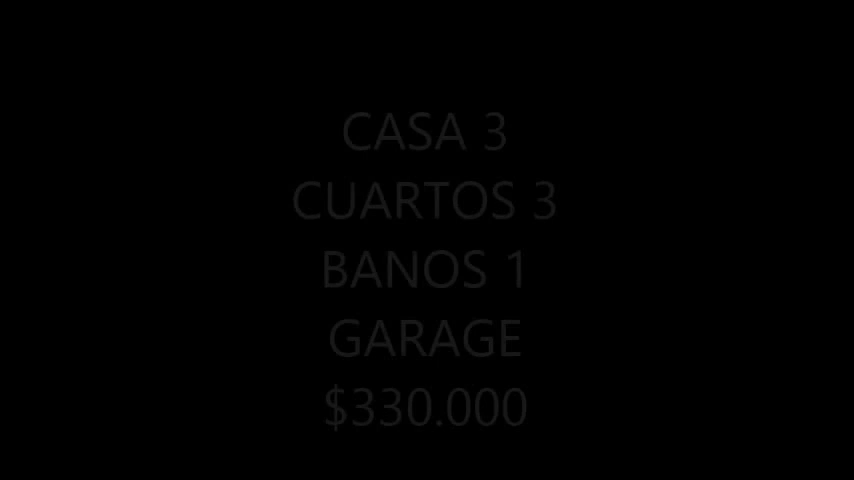 CASA 3
CUARTOS 3
BANOS 1
GARAGE
$330.000